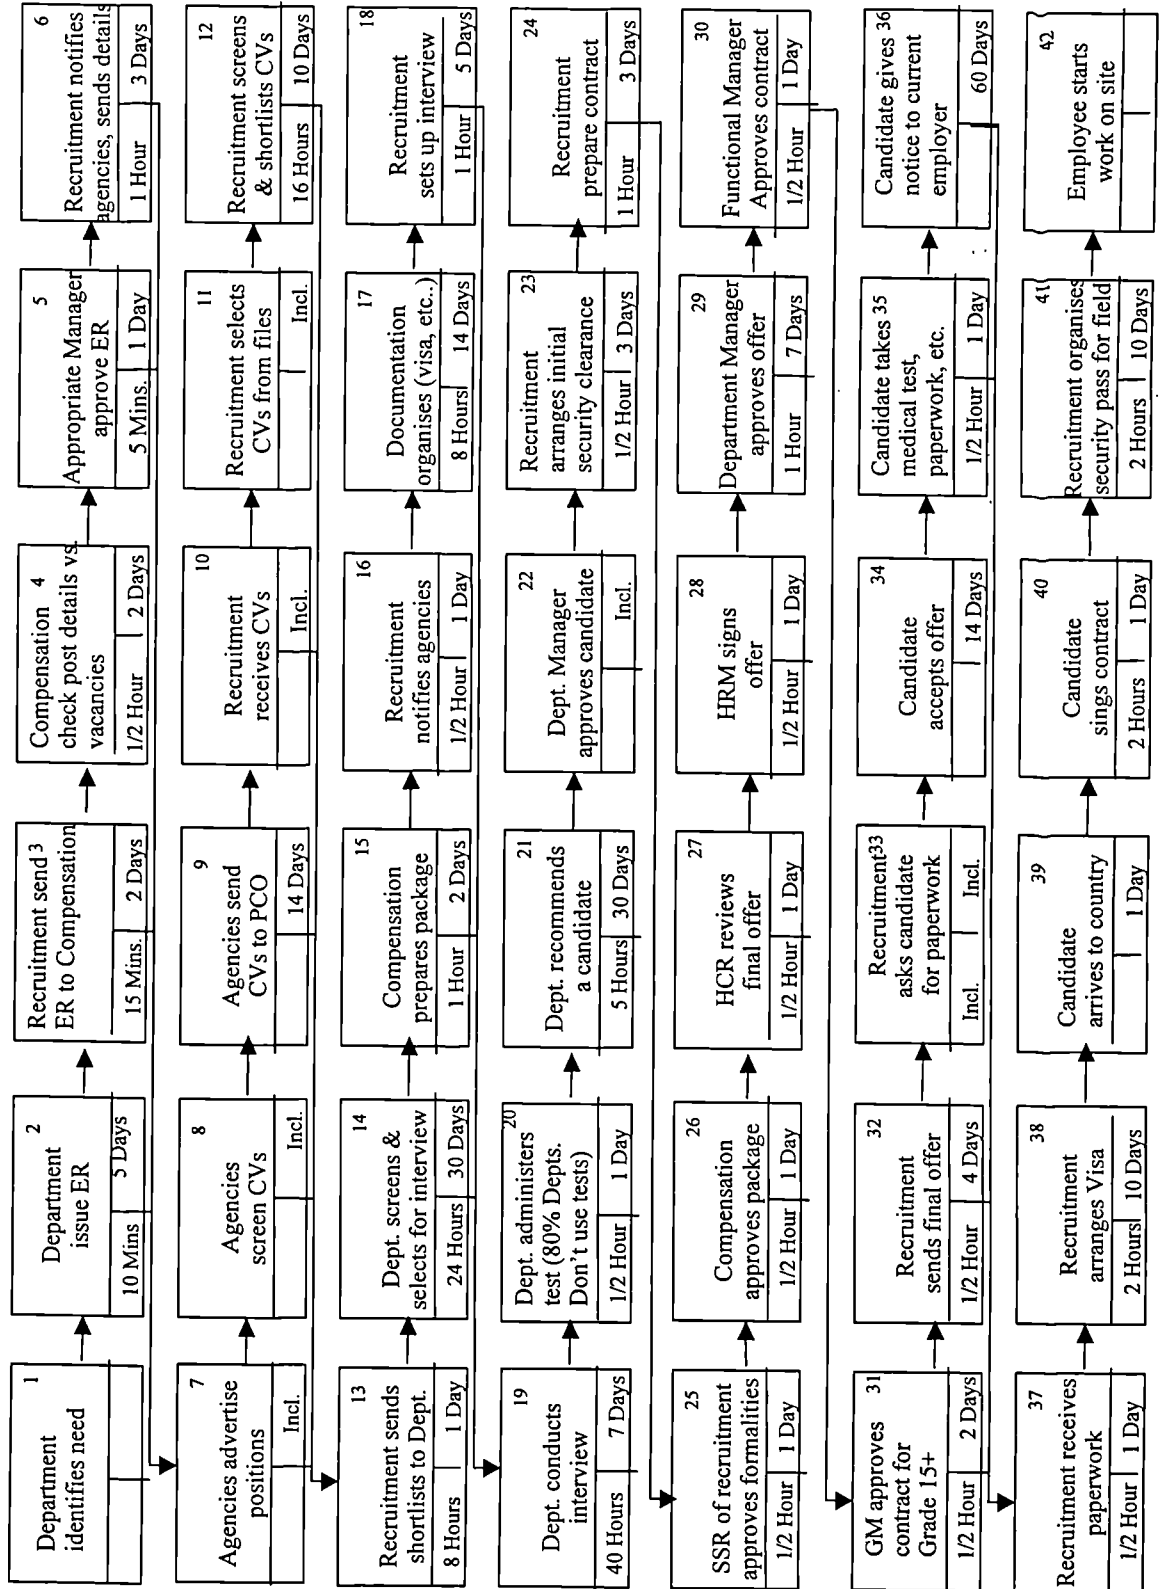 1
Department
identifies need
2
Department
issue ER
10 Mins 5 Days
Recruitment send 3
ER to Compensation
15 Mins. 2 Days
Compensation 4
check post details vs.
vacancies
1/2 Hour 2 Days
5
Appropriate Manager
approve ER
5 Mins. 1 Day
6
Recruitment notifies
agencies, sends details
1 Hour 3 Days
7
Agencies advertise
positions
Incl.
8
Agencies
screen CVs
Incl.
9
Agencies send
CVs to PCO
14 Days
10
Recruitment
receives CVs
Incl.
11
Recruitment selects
CVs from files
Incl.
12
Recruitment screens
& shortlists CVs
16 Hours 10 Days
13
Recruitment sends
shortlists to Dept.
8 Hours 1 Day
14
Dept. screens &
selects for interview
24 Hours 30 Days
15
Compensation
prepares package
1 Hour 2 Days
16
Recruitment
notifies agencies
1/2 Hour 1 Day
17
Documentation
organises (visa, etc..)
8 Hours 14 Days
18
Recruitment
sets up interview
1 Hour 5 Days
19
Dept. conducts
interview
40 Hours 7 Days
20
Dept. administers
test (80% Depts.
Don't use tests)
1/2 Hour 1 Day
21
Dept. recommends
a candidate
5 Hours 30 Days
22
Dept. Manager
approves candidate
Incl.
23
Recruitment
arranges initial
security clearance
1/2 Hour 3 Days
24
Recruitment
prepare contract
1 Hour 3 Days
25
SSR of recruitment
approves formalities
1/2 Hour 1 Day
26
Compensation
approves package
1/2 Hour 1 Day
27
HCR reviews
final offer
1/2 Hour 1 Day
28
HRM signs
offer
1/2 Hour 1 Day
29
Department Manager
approves offer
1 Hour 7 Days
30
Functional Manager
Approves contract
1/2 Hour 1 Day
31
GM approves
contract for
Grade 15+
1/2 Hour 2 Days
32
Recruitment
sends final offer
1/2 Hour 4 Days
Recruitment 33
asks candidate
for paperwork
Incl. Incl.
34
Candidate
accepts offer
14 Days
Candidate takes 35
medical test,
paperwork, etc.
1/2 Hour 1 Day
Candidate gives 36
notice to current
employer
60 Days
37
Recruitment receives
paperwork
1/2 Hour 1 Day
38
Recruitment
arranges Visa
2 Hours 10 Days
39
Candidate
arrives to country
1 Day
40
Candidate
sings contract
2 Hours 1 Day
41
Recruitment organises
security pass for field
2 Hours 10 Days
42
Employee starts
work on site